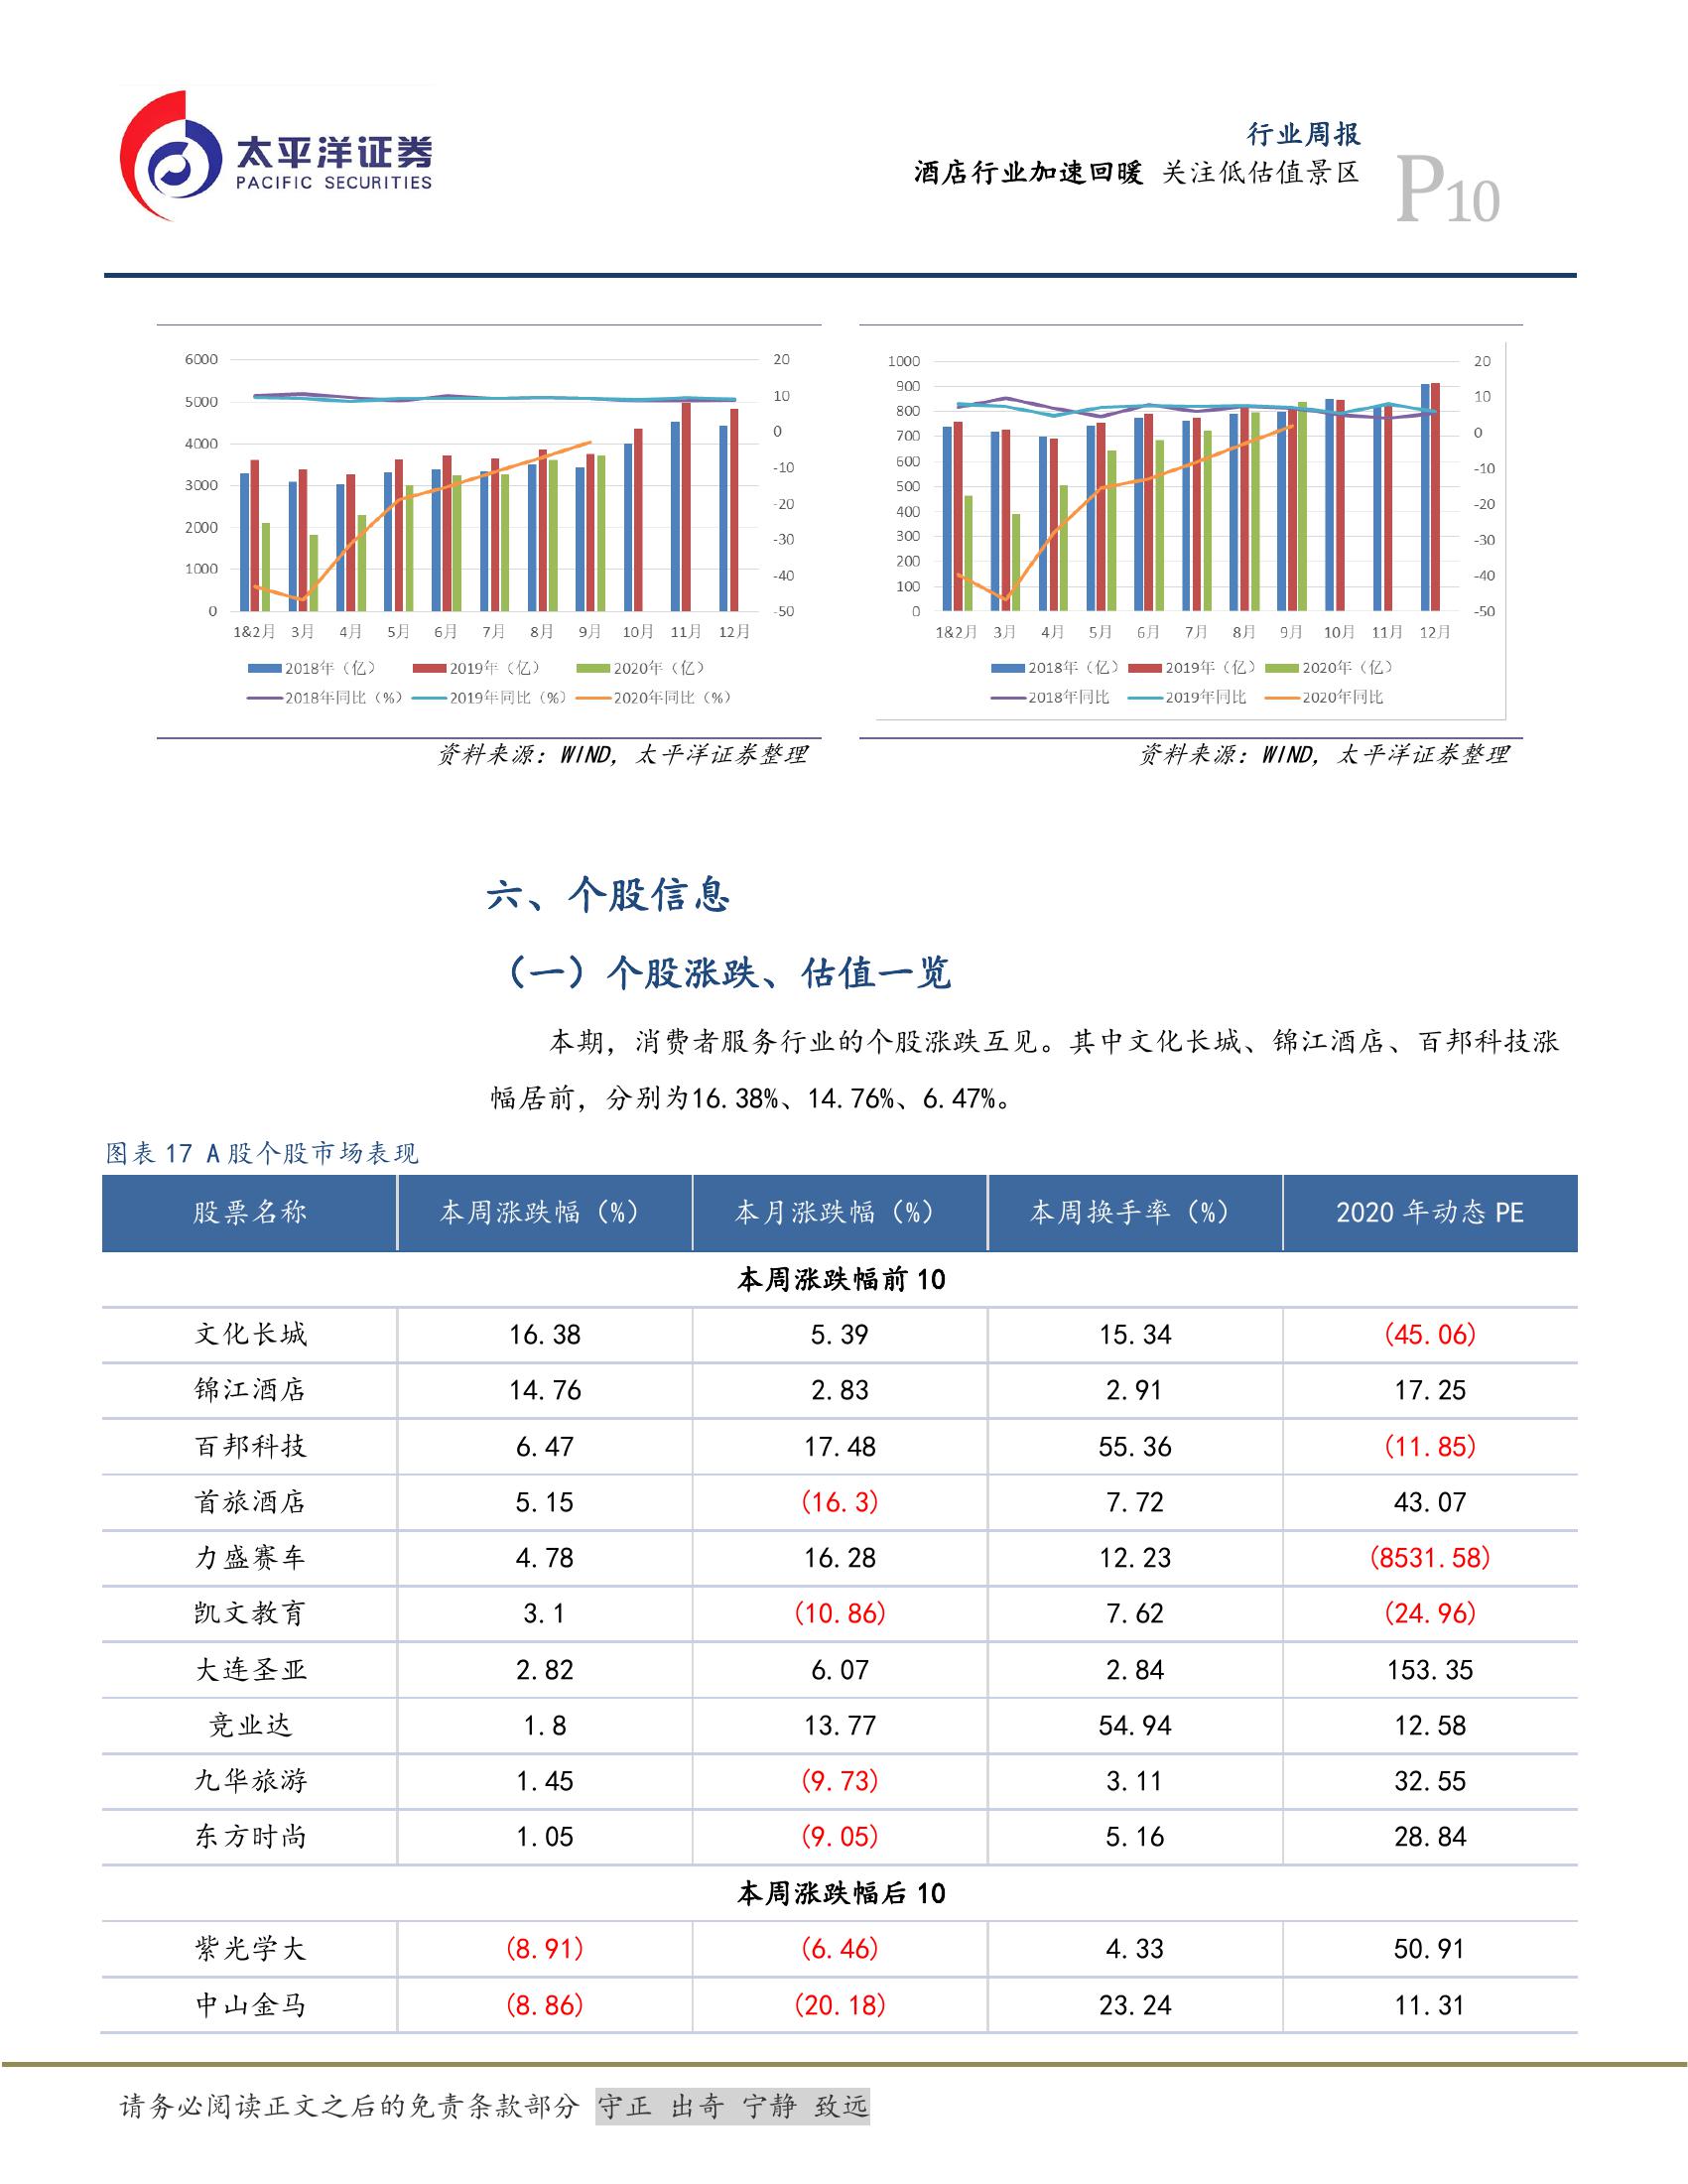 太平洋证券
PACIFIC SECURITIES
行业周报
酒店行业加速回暖 关注低估值景区
P10
6000 20
5000 10
4000 0
3000 -10
2000 -20
1000 -30
0 -40
-50
1&2月 3月 4月 5月 6月 7月 8月 9月 10月 11月 12月
2018年（亿） 2019年（亿） 2020年（亿）
2018年同比（%） 2019年同比（%） 2020年同比（%）
资料来源：WIND，太平洋证券整理
1000 20
900 10
800 0
700 -10
600 -20
500 -30
400 -40
300 -50
200
100
0
1&2月 3月 4月 5月 6月 7月 8月 9月 10月 11月 12月
2018年（亿） 2019年（亿） 2020年（亿）
2018年同比 2019年同比 2020年同比
资料来源：WIND，太平洋证券整理
六、个股信息
（一）个股涨跌、估值一览
本期，消费者服务行业的个股涨跌互见。其中文化长城、锦江酒店、百邦科技涨
幅居前，分别为16.38%、14.76%、6.47%。
图表 17 A 股个股市场表现
股票名称 本周涨跌幅（%） 本月涨跌幅（%） 本周换手率（%） 2020 年动态 PE
本周涨跌幅前 10
文化长城 16.38 5.39 15.34 (45.06)
锦江酒店 14.76 2.83 2.91 17.25
百邦科技 6.47 17.48 55.36 (11.85)
首旅酒店 5.15 (16.3) 7.72 43.07
力盛赛车 4.78 16.28 12.23 (8531.58)
凯文教育 3.1 (10.86) 7.62 (24.96)
大连圣亚 2.82 6.07 2.84 153.35
竞业达 1.8 13.77 54.94 12.58
九华旅游 1.45 (9.73) 3.11 32.55
东方时尚 1.05 (9.05) 5.16 28.84
本周涨跌幅后 10
紫光学大 (8.91) (6.46) 4.33 50.91
中山金马 (8.86) (20.18) 23.24 11.31
请务必阅读正文之后的免责条款部分 守正 出奇 宁静 致远